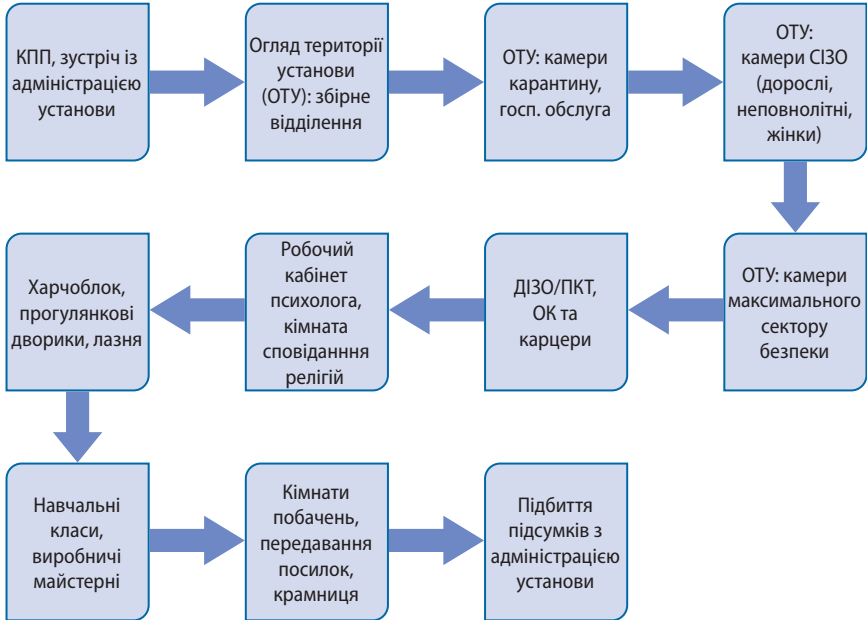 КПП, зустріч із
адміністрацією
установи
Огляд території
установи
(ОТУ): збірне
відділення
ОТУ: камери
карантину,
госп. обслуга
ОТУ:
камери СІЗО
(дорослі,
неповнолітні,
жінки)
ОТУ: камери
максимального
сектору
безпеки
ДІЗО/ПКТ,
ОК та
карцери
Робочий
кабінет
психолога,
кімната
сповіданння
релігій
Харчоблок,
прогулянкові
дворики, лазня
Навчальні
класи,
виробничі
майстерні
Кімнати
побачень,
передавання
посилок,
крамниця
Підбиття
підсумків з
адміністрацією
установи